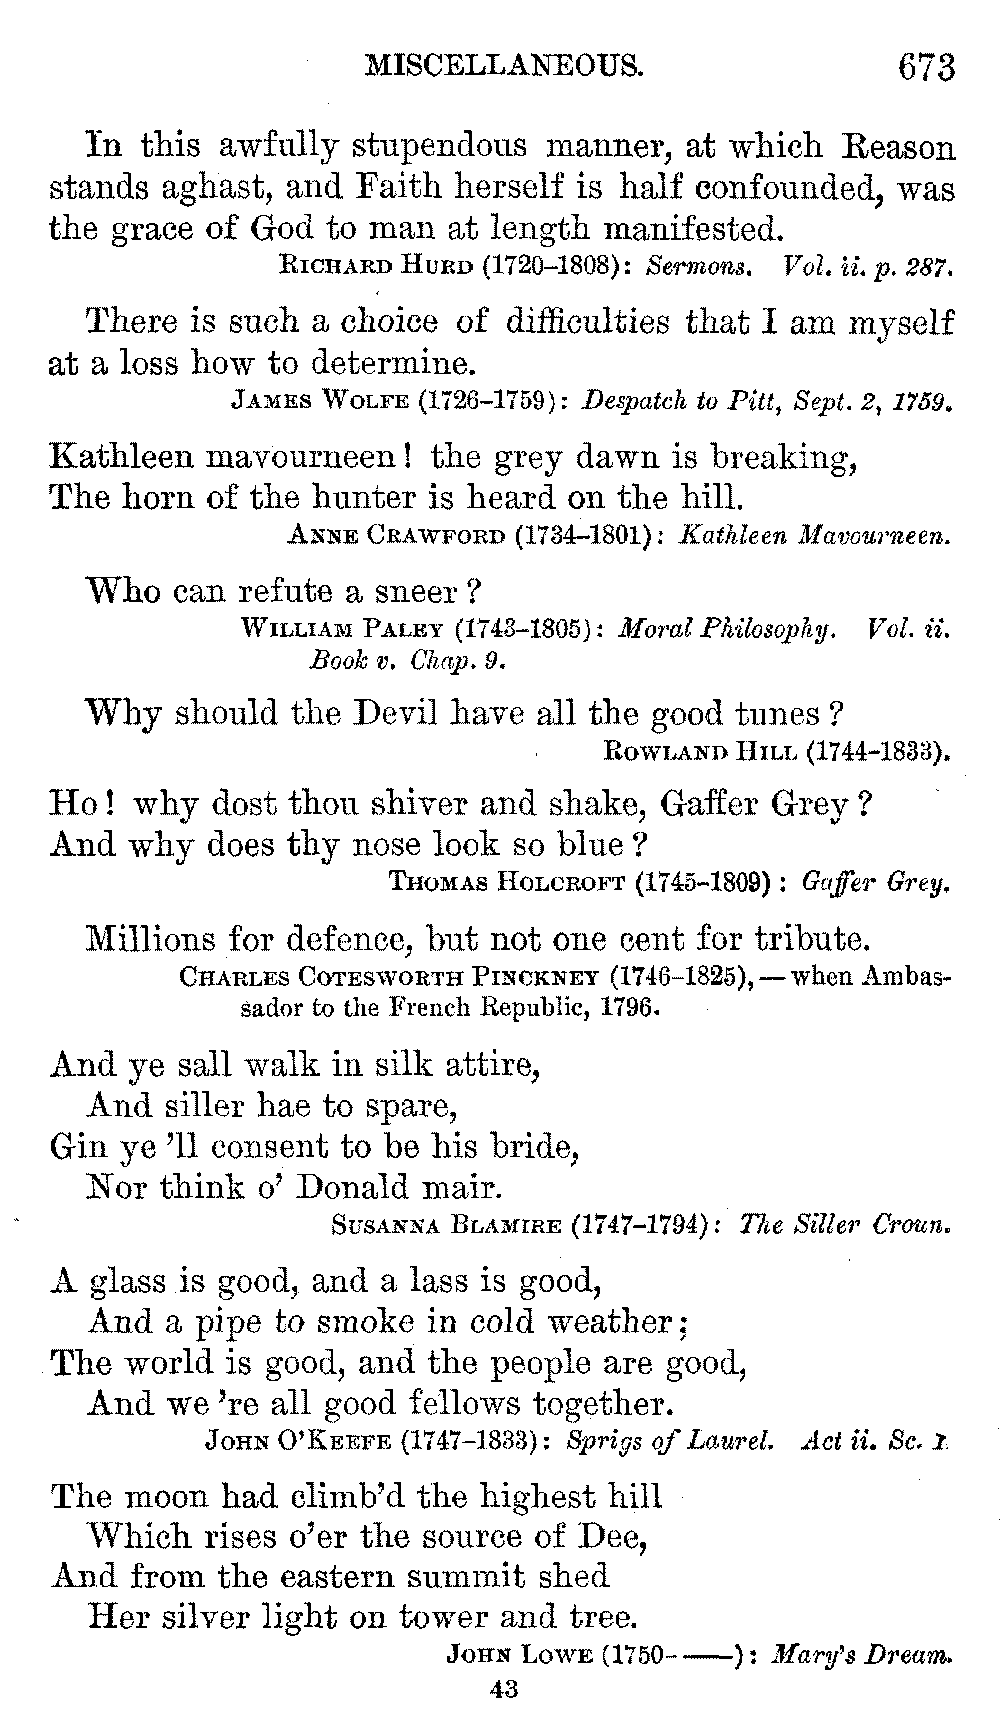 MISCELLANEOUS. 673
In this awfully stupendous manner, at which Reason
stands aghast, and Faith herself is half confounded, was
the grace of God to man at length manifested.
RICHARD HURD (1720–1808): Sermons. Vol. ii. p. 287.
There is such a choice of difficulties that I am myself
at a loss how to determine.
JAMES WOLFE (1726–1759): Despatch to Pitt, Sept. 2, 1759.
Kathleen mavourneen! the grey dawn is breaking,
The horn of the hunter is heard on the hill.
ANNE CRAWFORD (1734–1801): Kathleen Mavourneen.
Who can refute a sneer?
WILLIAM PALEY (1743–1805): Moral Philosophy. Vol. ii.
Book v. Chap. 9.
Why should the Devil have all the good tunes?
ROWLAND HILL (1744–1833).
Ho! why dost thou shiver and shake, Gaffer Grey?
And why does thy nose look so blue?
THOMAS HOLCROFT (1745–1809): Gaffer Grey.
Millions for defence, but not one cent for tribute.
CHARLES COTESWORTH PINCKNEY (1746–1825),—when Ambas-
sador to the French Republic, 1796.
And ye sall walk in silk attire,
And siller hae to spare,
Gin ye 'll consent to be his bride,
Nor think o' Donald mair.
SUSANNA BLAMIRE (1747–1794): The Siller Croun.
A glass is good, and a lass is good,
And a pipe to smoke in cold weather;
The world is good, and the people are good,
And we 're all good fellows together.
JOHN O'KEEFE (1747–1833): Sprigs of Laurel. Act ii. Sc. 1.
The moon had climb'd the highest hill
Which rises o'er the source of Dee,
And from the eastern summit shed
Her silver light on tower and tree.
JOHN LOWE (1750- ——): Mary's Dream.
43